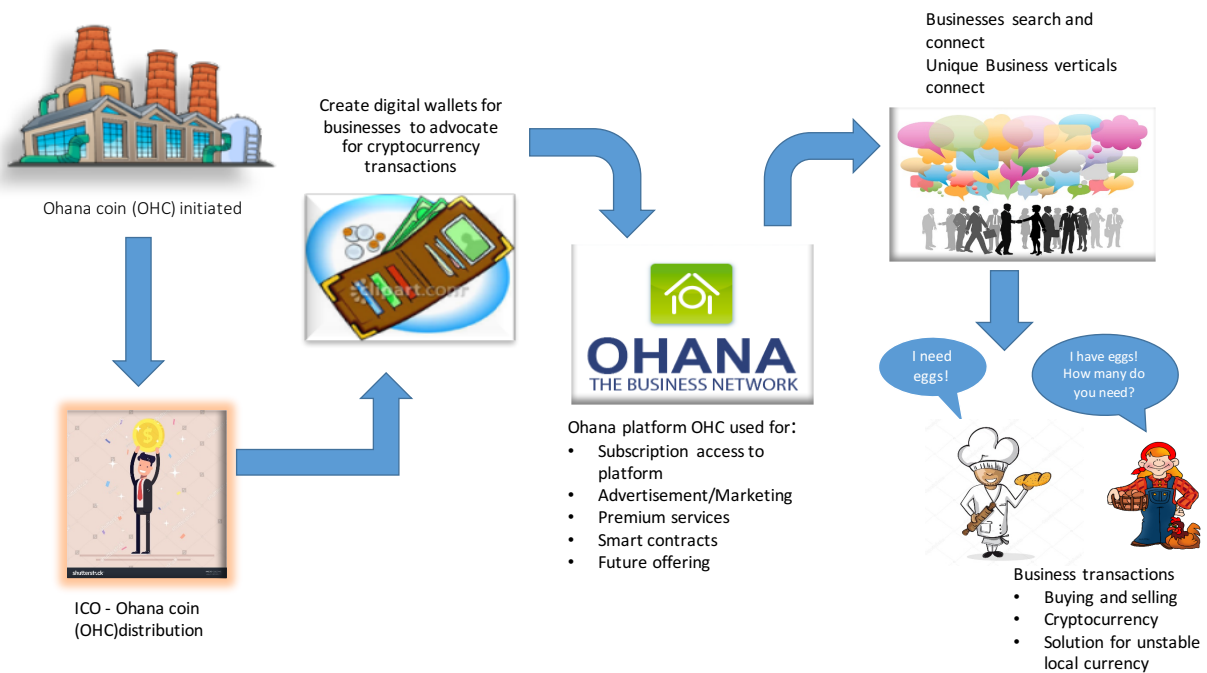 Ohana coin (OHC) initiated
ICO - Ohana coin
(OHC)distribution
shutterstock
Create digital wallets for
businesses to advocate
for cryptocurrency
transactions
clipart.com
OHANA
THE BUSINESS NETWORK
Ohana platform OHC used for:
• Subscription access to
platform
• Advertisement/Marketing
• Premium services
• Smart contracts
• Future offering
Businesses search and
connect
Unique Business verticals
connect
I need
eggs!
I have eggs!
How many do
you need?
Business transactions
• Buying and selling
• Cryptocurrency
• Solution for unstable
local currency